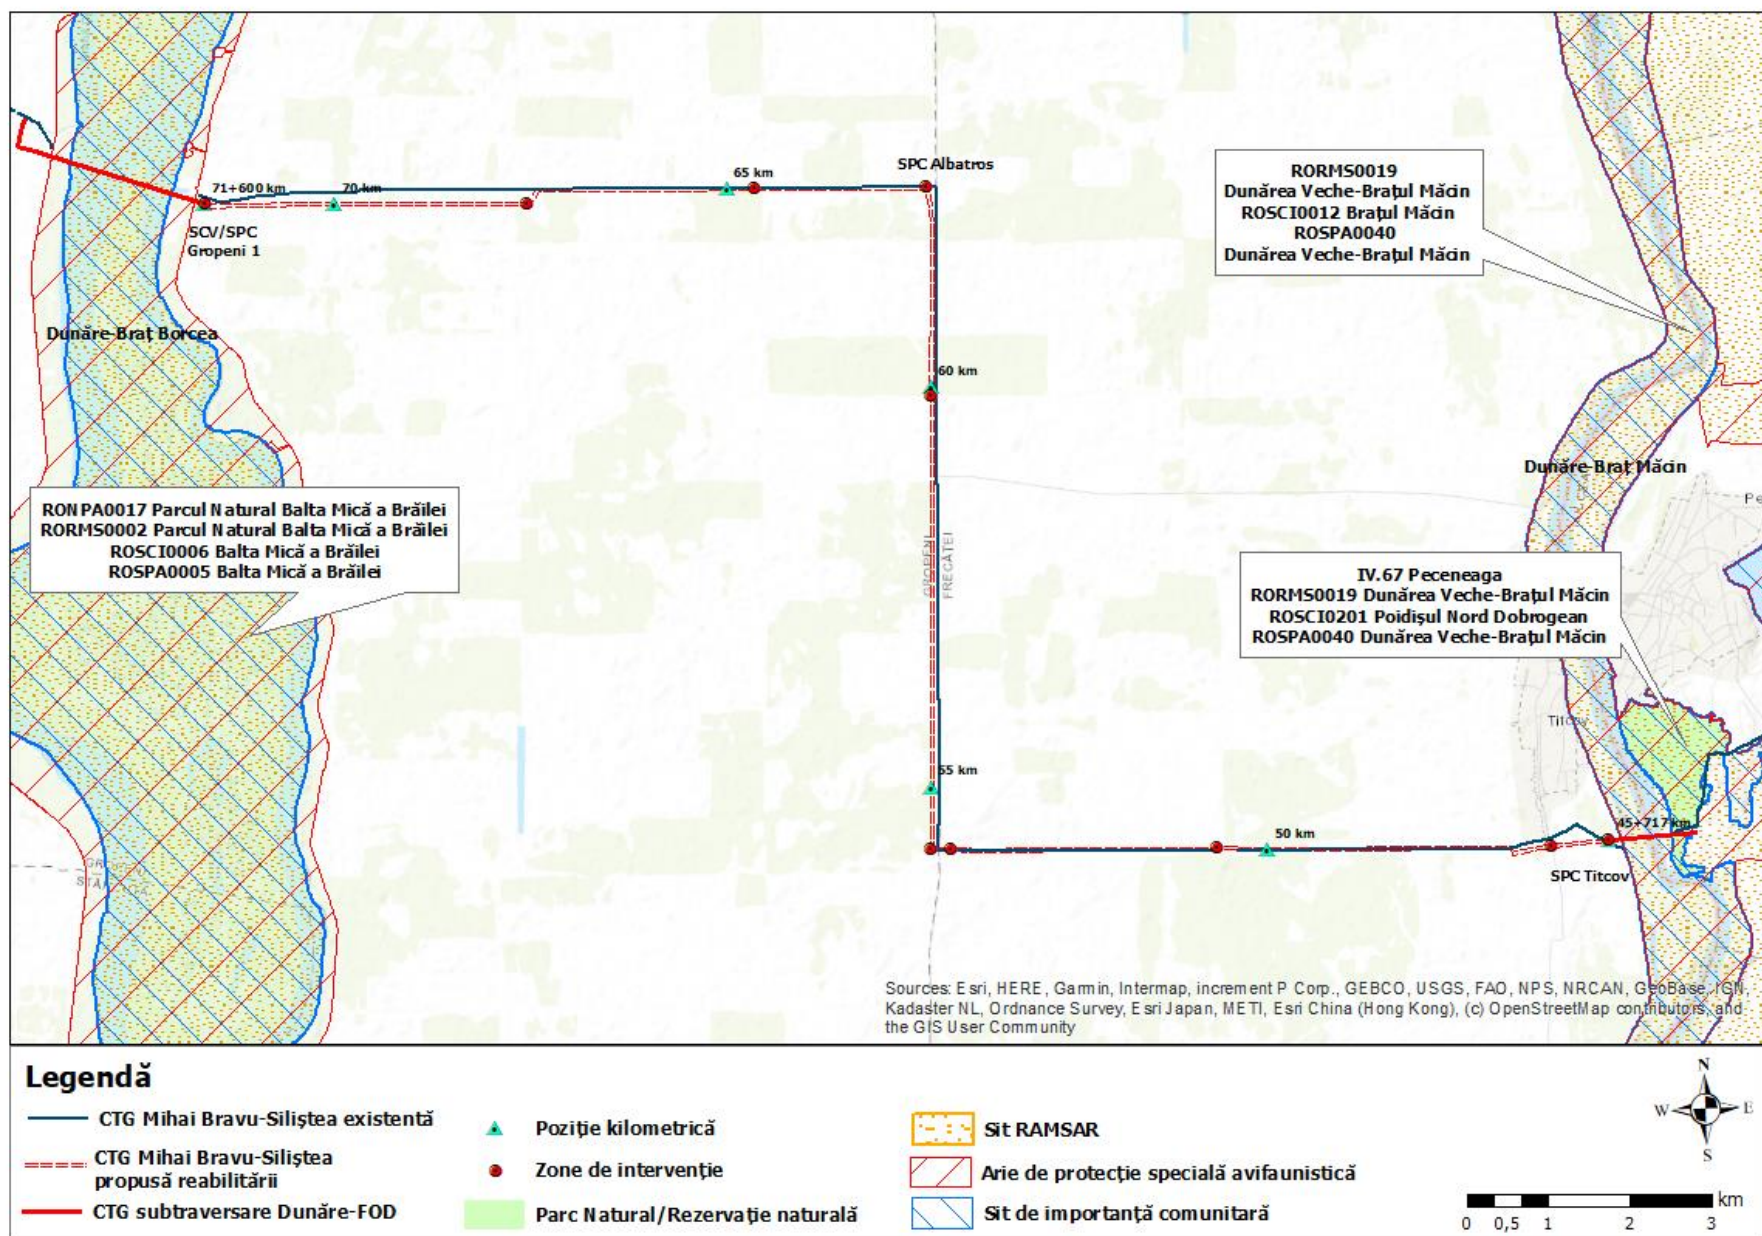 SPC Albatros
65 km
71+600 km
70 km
SCV/SPC
Gropeni 1
RORMS0019
Dunărea Veche-Brațul Măcin
ROSCI0012 Brațul Măcin
ROSPA0040
Dunărea Veche-Brațul Măcin
Dunăre-Braț Borcea
60 km
Dunăre-Braț Măcin
Pe
RONPA0017 Parcul Natural Balta Mică a Brăilei
RORMS0002 Parcul Natural Balta Mică a Brăilei
ROSCI0006 Balta Mică a Brăilei
ROSPA0005 Balta Mică a Brăilei
GROPENI
FRECĂȚEI
IV.67 Peceneaga
RORMS0019 Dunărea Veche-Brațul Măcin
ROSCI0201 Poidișul Nord Dobrogean
ROSPA0040 Dunărea Veche-Brațul Măcin
Titcov
55 km
50 km
45+717 km
SPC Titcov
GROPENI
Sources: Esri, HERE, Garmin, Intermap, increment P Corp., GEBCO, USGS, FAO, NPS, NRCAN, GeoBase, IGN,
Kadaster NL, Ordnance Survey, Esri Japan, METI, Esri China (Hong Kong), (c) OpenStreetMap contributors, and
the GIS User Community
Legendă
CTG Mihai Bravu-Siliștea existentă
CTG Mihai Bravu-Siliștea
propusă reabilitării
CTG subtraversare Dunăre-FOD
Poziție kilometrică
Zone de intervenție
Parc Natural/Rezervație naturală
Sit RAMSAR
Arie de protecție specială avifaunistică
Sit de importanță comunitară
N
W E
S
km
0 0,5 1 2 3